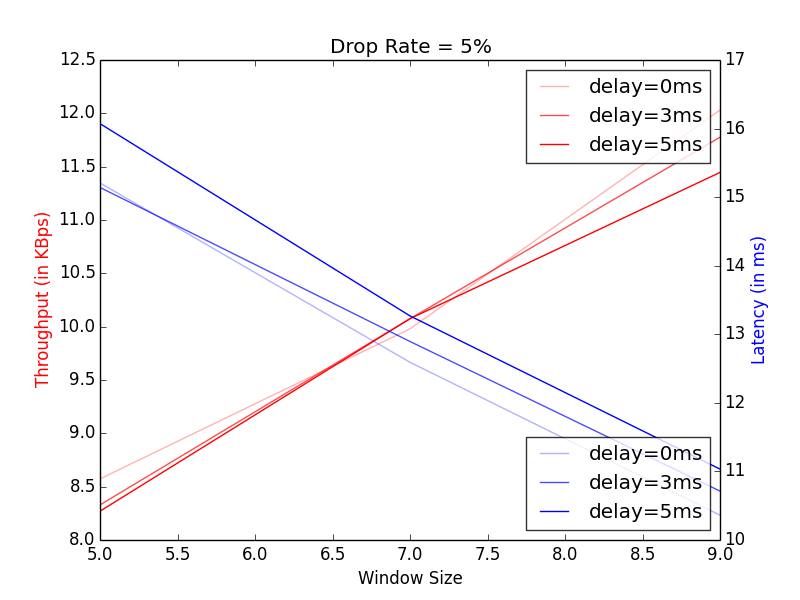 Drop Rate = 5%
12.5
12.0
11.5
11.0
10.5
10.0
9.5
9.0
8.5
8.0
Throughput (in KBps)
17
16
15
14
13
12
11
10
Latency (in ms)
delay=0ms
delay=3ms
delay=5ms
delay=0ms
delay=3ms
delay=5ms
5.0 5.5 6.0 6.5 7.0 7.5 8.0 8.5 9.0
Window Size